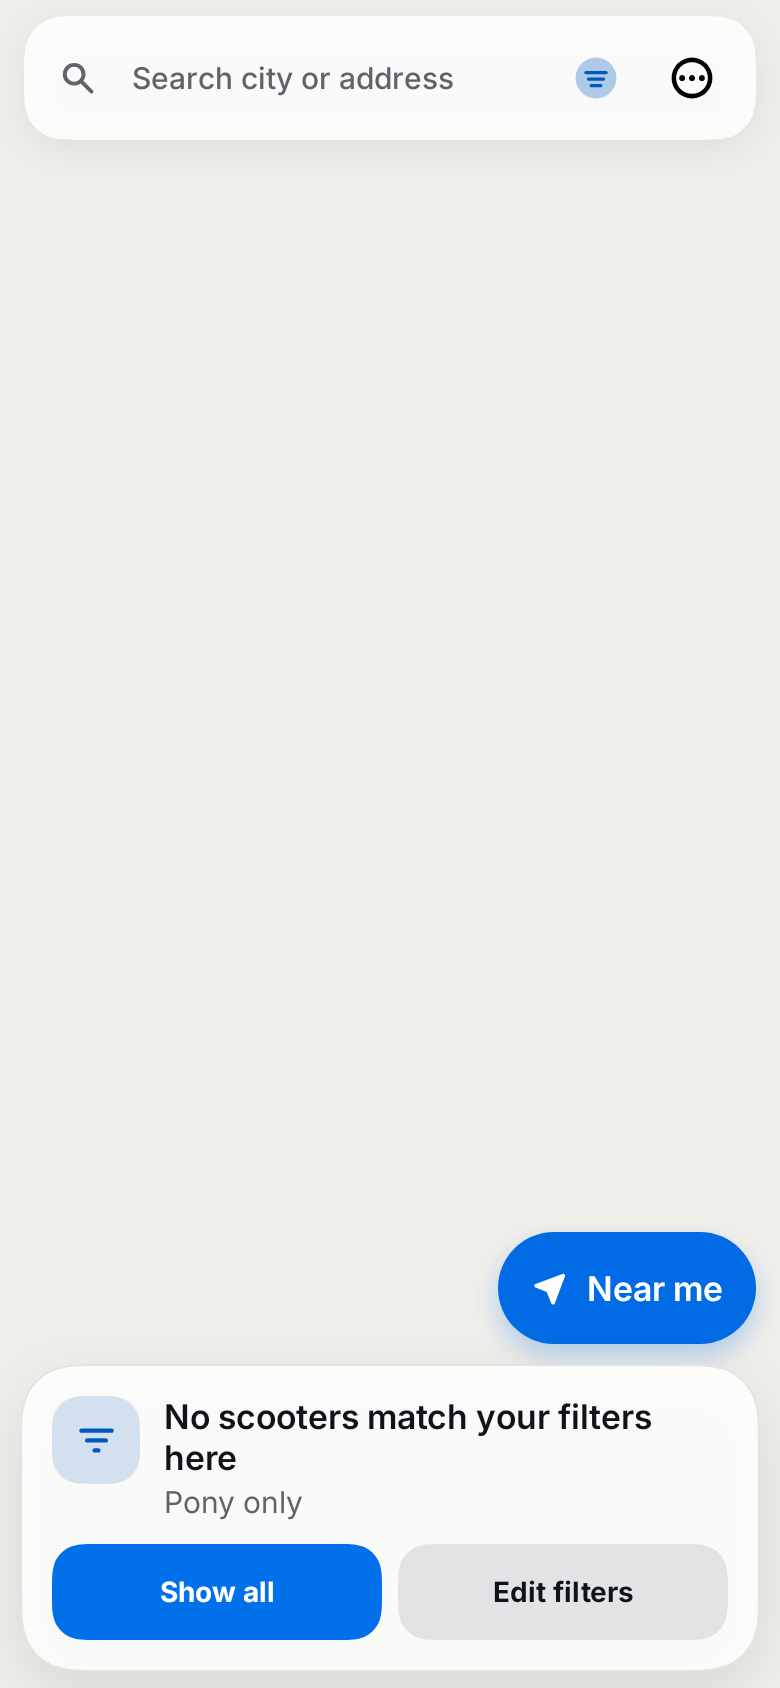 Search city or address
Near me
No scooters match your filters
here
Pony only
Show all
Edit filters